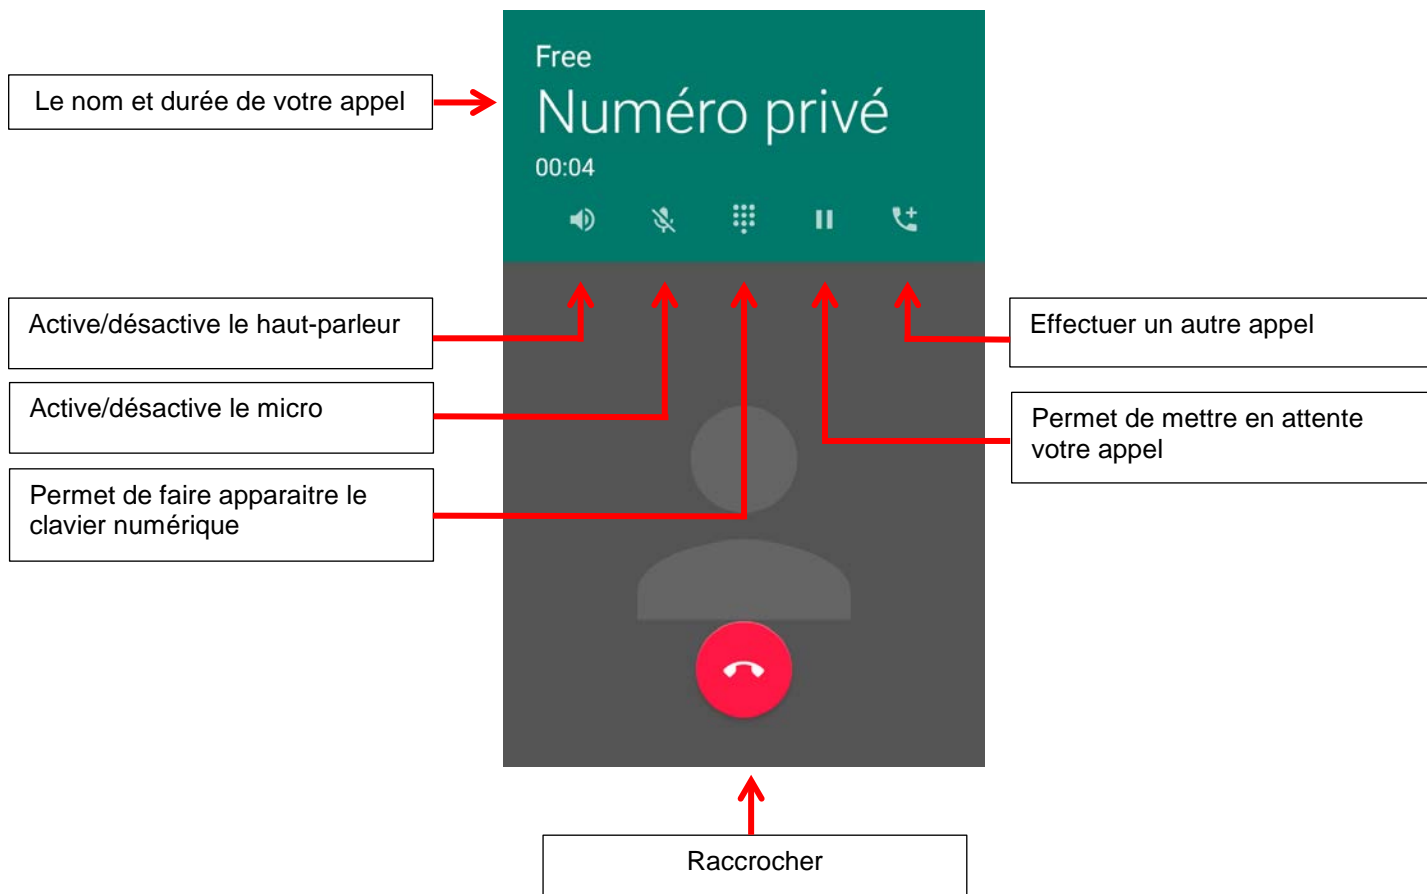 Free
Le nom et durée de votre appel
Numéro privé
00:04
Active/désactive le haut-parleur
Effectuer un autre appel
Active/désactive le micro
Permet de mettre en attente
votre appel
Permet de faire apparaitre le
clavier numérique
Raccrocher